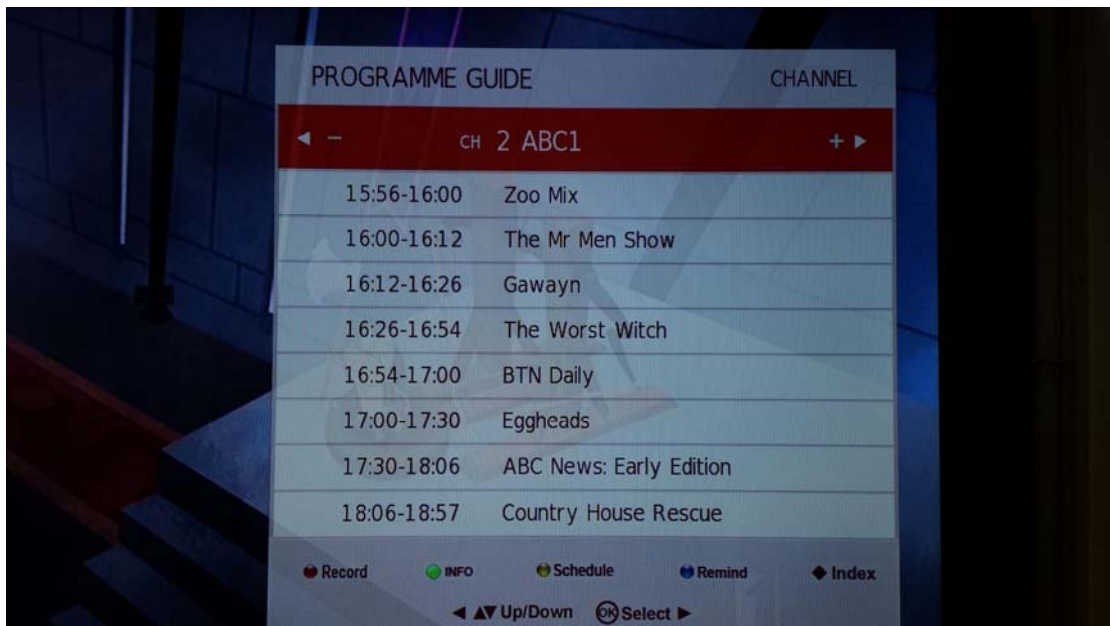 PROGRAMME GUIDE CHANNEL
◀ − CH 2 ABC1 + ▶
15:56-16:00 Zoo Mix
16:00-16:12 The Mr Men Show
16:12-16:26 Gawayn
16:26-16:54 The Worst Witch
16:54-17:00 BTN Daily
17:00-17:30 Eggheads
17:30-18:06 ABC News: Early Edition
18:06-18:57 Country House Rescue
Record INFO Schedule Remind ◆ Index
◀ ▲▼ Up/Down OK Select ▶